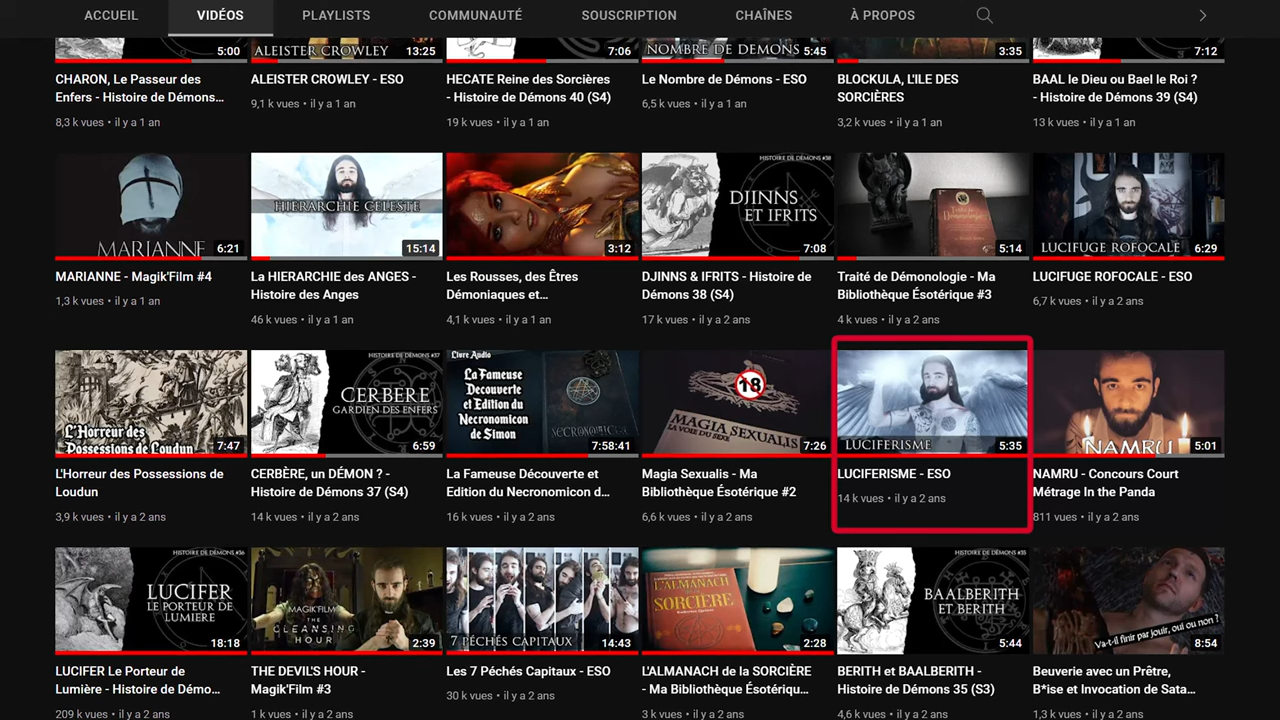 ACCUEIL VIDÉOS PLAYLISTS COMMUNAUTÉ SOUSCRIPTION CHAÎNES À PROPOS
5:00
ALEISTER CROWLEY 13:25
7:06
NOMBRE DE DEMONS 5:45
3:35
7:12
CHARON, Le Passeur des
Enfers - Histoire de Démons…
8,3 k vues • il y a 1 an
ALEISTER CROWLEY - ESO
9,1 k vues • il y a 1 an
HECATE Reine des Sorcières
- Histoire de Démons 40 (S4)
19 k vues • il y a 1 an
Le Nombre de Démons - ESO
6,5 k vues • il y a 1 an
BLOCKULA, L'ILE DES
SORCIÈRES
3,2 k vues • il y a 1 an
BAAL le Dieu ou Bael le Roi ?
- Histoire de Démons 39 (S4)
13 k vues • il y a 1 an
MARIANNE 6:21
MARIANNE - Magik'Film #4
1,3 k vues • il y a 1 an
HIERARCHIE CELESTE
15:14
La HIERARCHIE des ANGES -
Histoire des Anges
46 k vues • il y a 1 an
3:12
Les Rousses, des Êtres
Démoniaques et…
4,1 k vues • il y a 1 an
HISTOIRE DE DÉMONS #38
DJINNS
ET IFRITS
7:08
DJINNS & IFRITS - Histoire de
Démons 38 (S4)
17 k vues • il y a 2 ans
5:14
Traité de Démonologie - Ma
Bibliothèque Ésotérique #3
4 k vues • il y a 2 ans
LUCIFUGE ROFOCALE 6:29
LUCIFUGE ROFOCALE - ESO
6,7 k vues • il y a 2 ans
L'Horreur des
Possessions de Loudun
7:47
L'Horreur des Possessions de
Loudun
3,9 k vues • il y a 2 ans
HISTOIRE DE DÉMONS #37
CERBÈRE
GARDIEN DES ENFERS
6:59
CERBÈRE, un DÉMON ? -
Histoire de Démons 37 (S4)
14 k vues • il y a 2 ans
Livre Audio
La Fameuse
Decouverte
et Edition du
Necronomicon
de Simon
7:58:41
La Fameuse Découverte et
Edition du Necronomicon d…
16 k vues • il y a 2 ans
18
MAGIA SEXUALIS
LA VOIE DU SEXE
7:26
Magia Sexualis - Ma
Bibliothèque Ésotérique #2
6,6 k vues • il y a 2 ans
LUCIFERISME 5:35
LUCIFERISME - ESO
14 k vues • il y a 2 ans
NAMRU 5:01
NAMRU - Concours Court
Métrage In the Panda
811 vues • il y a 2 ans
HISTOIRE DE DÉMONS #36
LUCIFER
LE PORTEUR DE
LUMIERE
18:18
LUCIFER Le Porteur de
Lumière - Histoire de Démo…
209 k vues • il y a 2 ans
MAGIK'FILM
THE
CLEANSING
HOUR
2:39
THE DEVIL'S HOUR -
Magik'Film #3
1 k vues • il y a 2 ans
7 PÉCHÉS CAPITAUX 14:43
Les 7 Péchés Capitaux - ESO
30 k vues • il y a 2 ans
L'ALMANACH
de la
SORCIÈRE
2:28
L'ALMANACH de la SORCIÈRE
- Ma Bibliothèque Ésotériqu…
3 k vues • il y a 2 ans
HISTOIRE DE DÉMONS #35
BAALBERITH
ET BERITH
5:44
BERITH et BAALBERITH -
Histoire de Démons 35 (S3)
4,6 k vues • il y a 2 ans
Va-t-il finir par jouir, oui ou non ?
8:54
Beuverie avec un Prêtre,
B*ise et Invocation de Sata…
1,3 k vues • il y a 2 ans